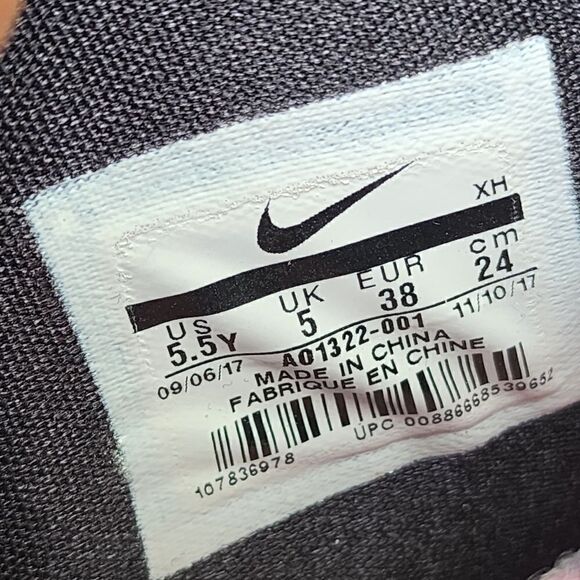 XH
US UK EUR cm
5.5Y 5 38 24
09/06/17 AO1322-001 11/10/17
MADE IN CHINA
FABRIQUE EN CHINE
107836978 UPC 00886668539652